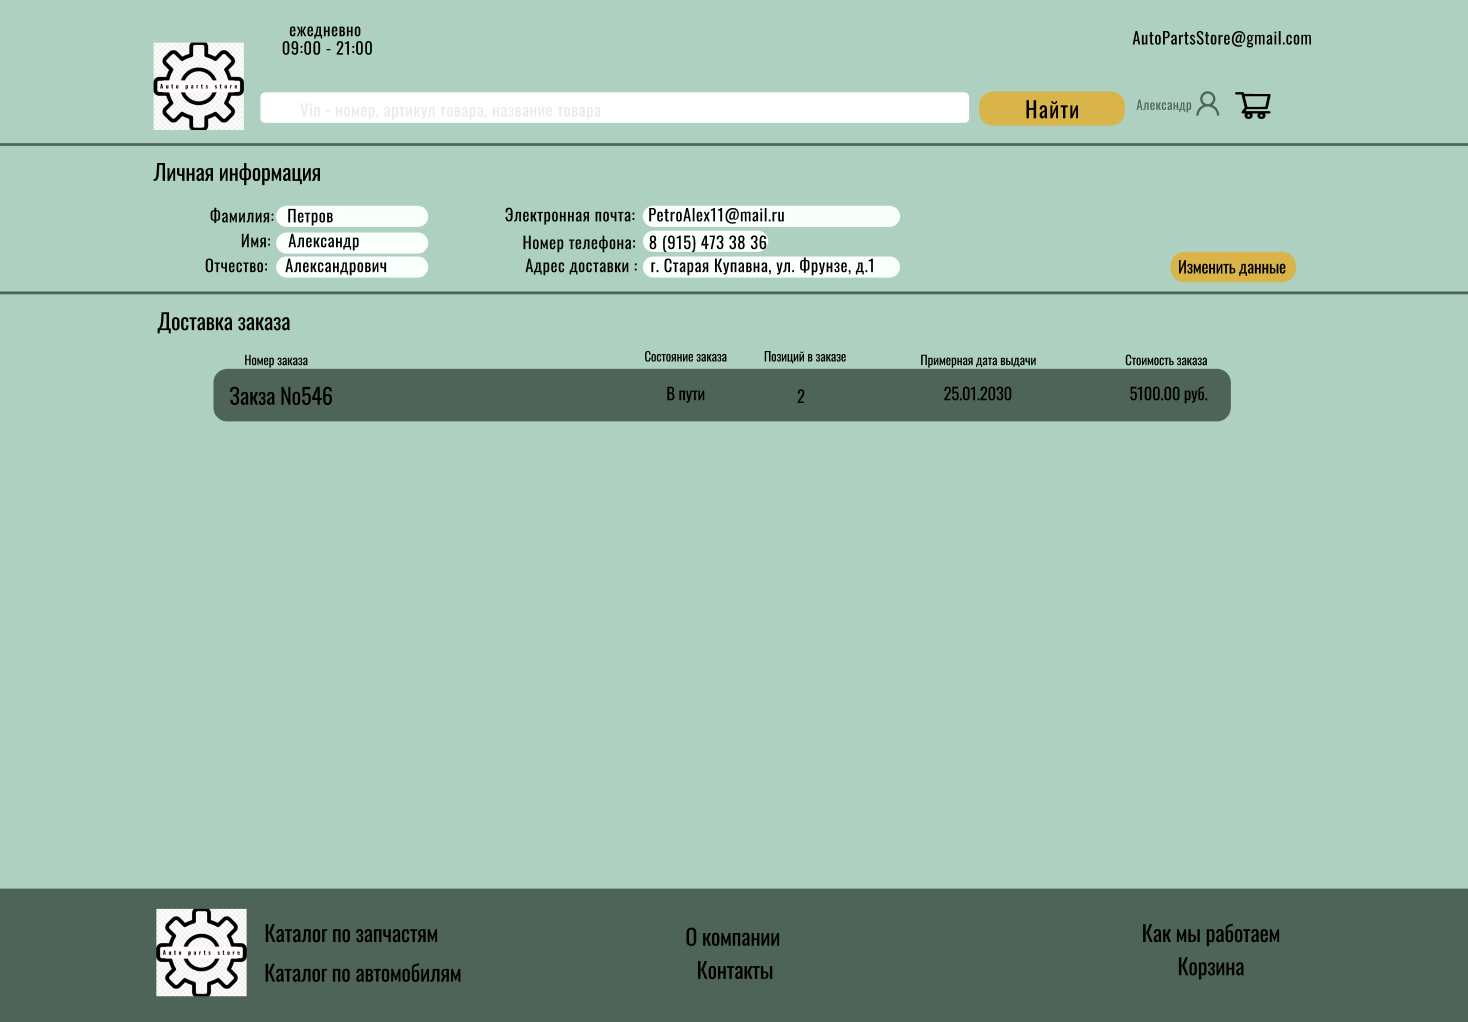 ежедневно
09:00 - 21:00
AutoPartsStore@gmail.com
Auto parts store
Vin - номер, артикул товара, название товара
Найти
Александр
Личная информация
Фамилия: Петров
Имя: Александр
Отчество: Александрович
Электронная почта: PetroAlex11@mail.ru
Номер телефона: 8 (915) 473 38 36
Адрес доставки : г. Старая Купавна, ул. Фрунзе, д.1
Изменить данные
Доставка заказа
Номер заказа Состояние заказа Позиций в заказе Примерная дата выдачи Стоимость заказа
Закза No546 В пути 2 25.01.2030 5100.00 руб.
Auto parts store
Каталог по запчастям
Каталог по автомобилям
О компании
Контакты
Как мы работаем
Корзина